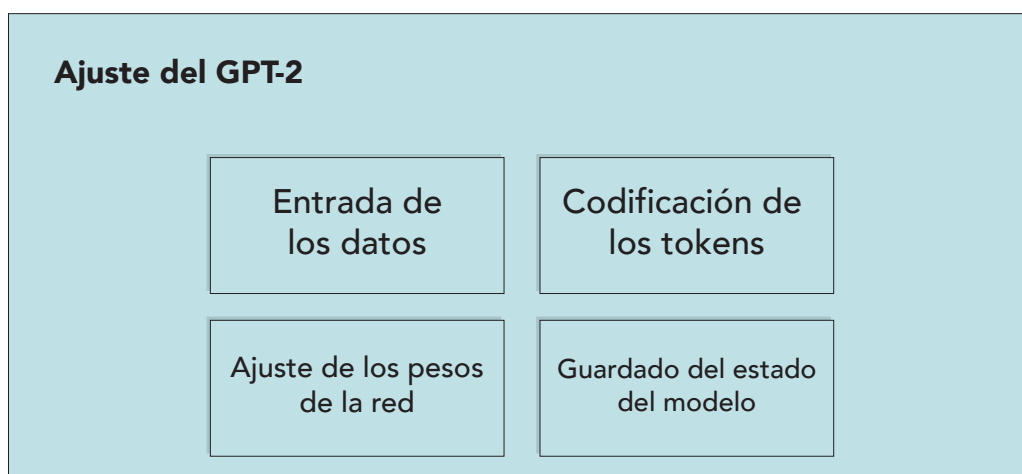 Ajuste del GPT-2
Entrada de
los datos
Codificación de
los tokens
Ajuste de los pesos
de la red
Guardado del estado
del modelo